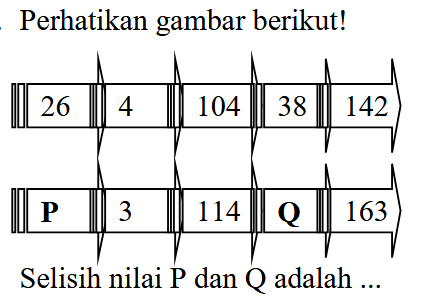 . Perhatikan gambar berikut!
26 4 104 38 142
P 3 114 Q 163
Selisih nilai P dan Q adalah ...